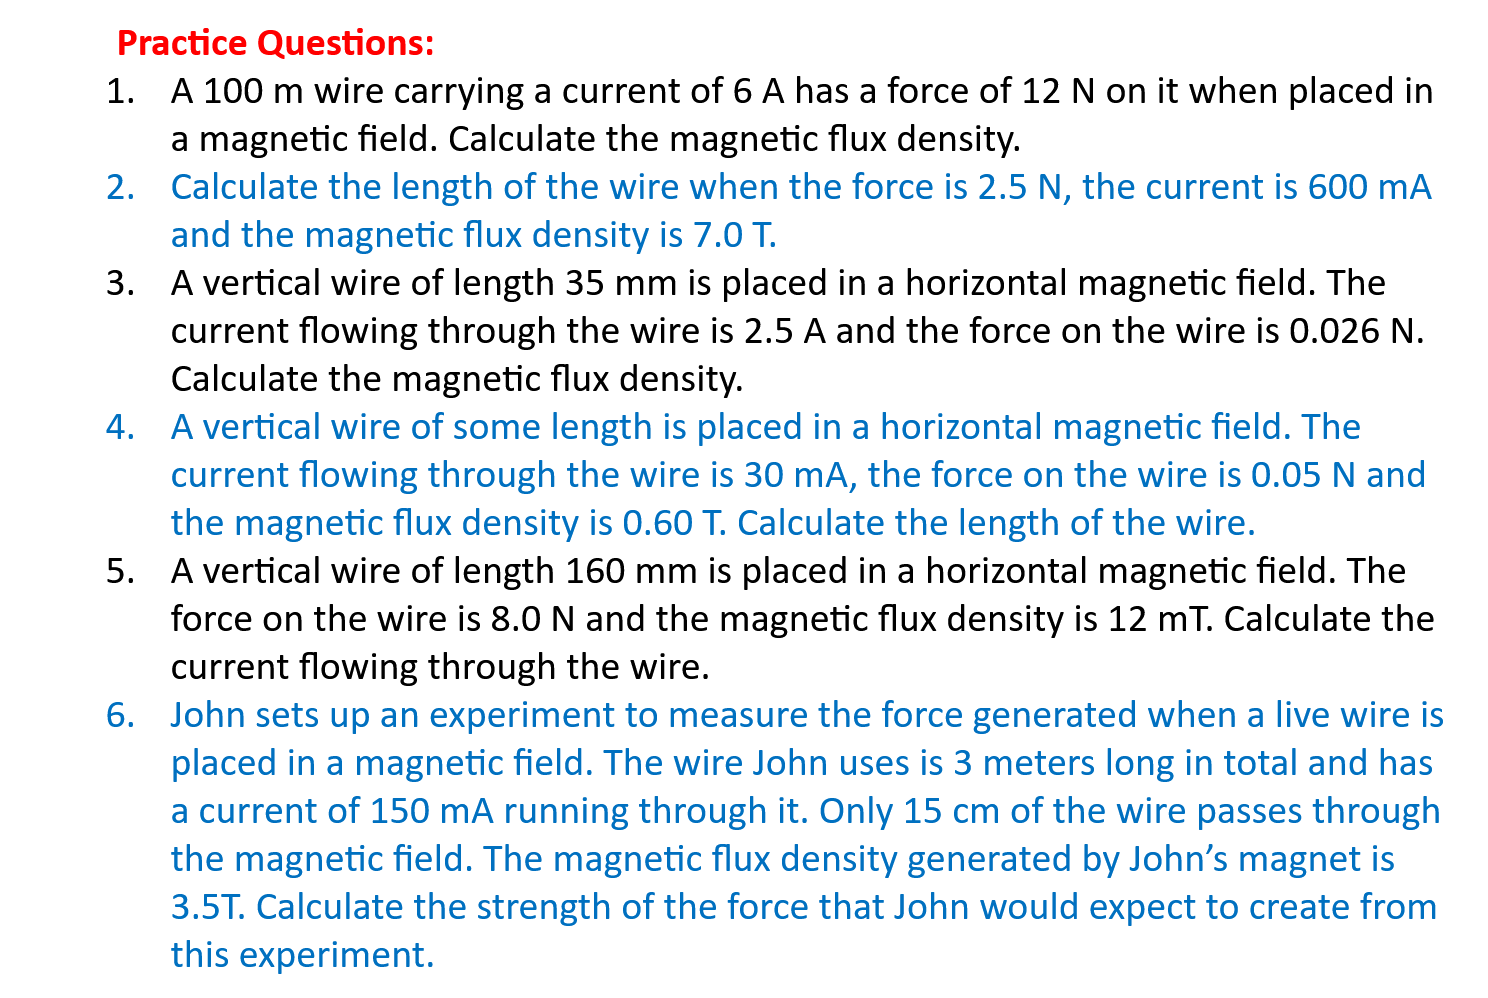 Practice Questions:
1. A 100 m wire carrying a current of 6 A has a force of 12 N on it when placed in
a magnetic field. Calculate the magnetic flux density.
2. Calculate the length of the wire when the force is 2.5 N, the current is 600 mA
and the magnetic flux density is 7.0 T.
3. A vertical wire of length 35 mm is placed in a horizontal magnetic field. The
current flowing through the wire is 2.5 A and the force on the wire is 0.026 N.
Calculate the magnetic flux density.
4. A vertical wire of some length is placed in a horizontal magnetic field. The
current flowing through the wire is 30 mA, the force on the wire is 0.05 N and
the magnetic flux density is 0.60 T. Calculate the length of the wire.
5. A vertical wire of length 160 mm is placed in a horizontal magnetic field. The
force on the wire is 8.0 N and the magnetic flux density is 12 mT. Calculate the
current flowing through the wire.
6. John sets up an experiment to measure the force generated when a live wire is
placed in a magnetic field. The wire John uses is 3 meters long in total and has
a current of 150 mA running through it. Only 15 cm of the wire passes through
the magnetic field. The magnetic flux density generated by John’s magnet is
3.5T. Calculate the strength of the force that John would expect to create from
this experiment.